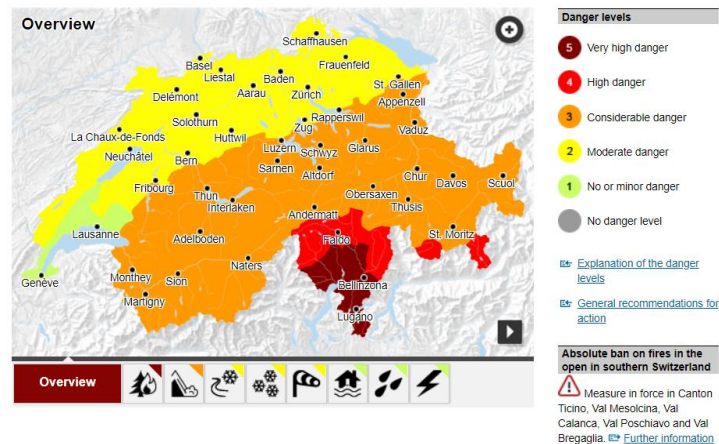 Overview
Schaffhausen
Basel
Liestal
Baden
Frauenfeld
Delémont
Aarau
Zürich
St. Gallen
Appenzell
Solothurn
Rapperswil
Zug
Vaduz
La Chaux-de-Fonds
Huttwil
Neuchâtel
Bern
Luzern
Schwyz
Glarus
Sarnen
Altdorf
Fribourg
Chur
Davos
Scuol
Thun
Interlaken
Obersaxen
Thusis
Andermatt
Lausanne
Adelboden
Faido
St. Moritz
Naters
Genève
Monthey
Sion
Bellinzona
Martigny
Lugano
Overview
Danger levels
5 Very high danger
4 High danger
3 Considerable danger
2 Moderate danger
1 No or minor danger
No danger level
Explanation of the danger
levels
General recommendations for
action
Absolute ban on fires in the
open in southern Switzerland
Measure in force in Canton
Ticino, Val Mesolcina, Val
Calanca, Val Poschiavo and Val
Bregaglia. Further information